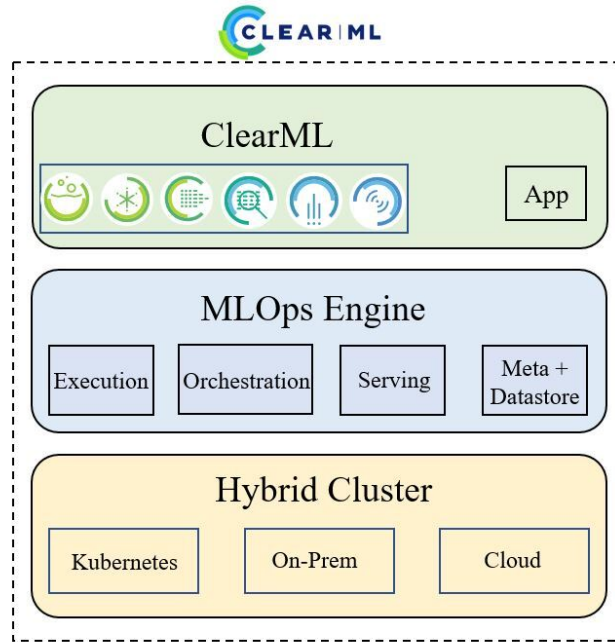 CLEAR|ML
ClearML
App
MLOps Engine
Execution
Orchestration
Serving
Meta +
Datastore
Hybrid Cluster
Kubernetes
On-Prem
Cloud